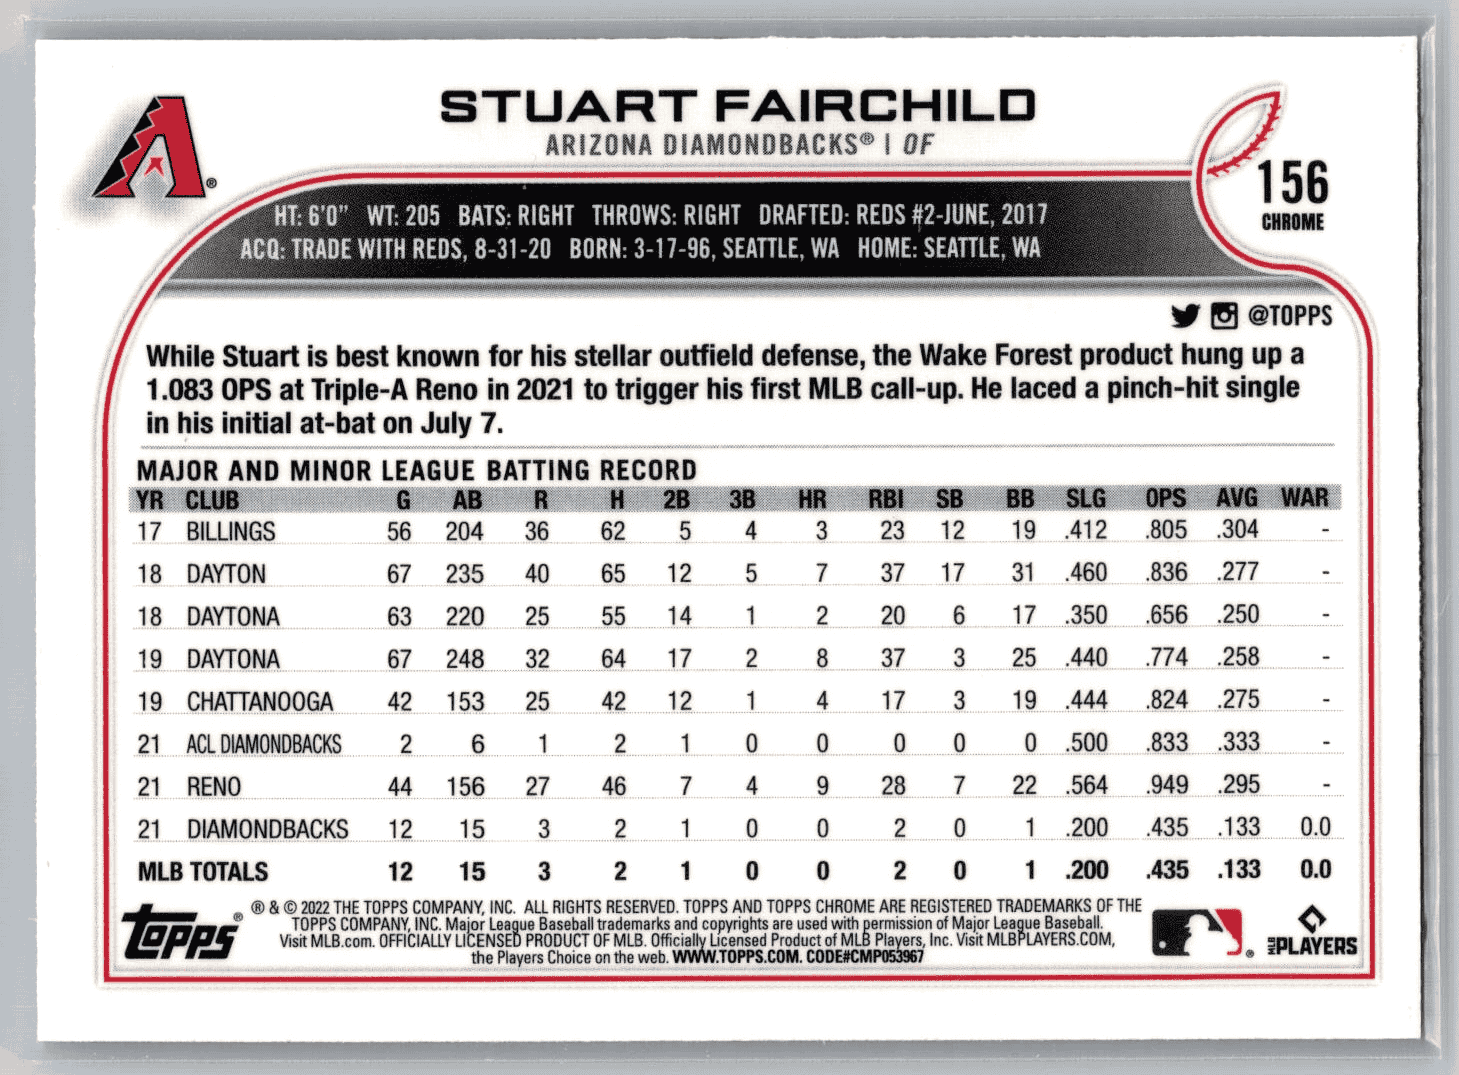 STUART FAIRCHILD
ARIZONA DIAMONDBACKS® | OF
156
CHROME
HT: 6'0" WT: 205 BATS: RIGHT THROWS: RIGHT DRAFTED: REDS #2-JUNE, 2017
ACQ: TRADE WITH REDS, 8-31-20 BORN: 3-17-96, SEATTLE, WA HOME: SEATTLE, WA
@TOPPS
While Stuart is best known for his stellar outfield defense, the Wake Forest product hung up a
1.083 OPS at Triple-A Reno in 2021 to trigger his first MLB call-up. He laced a pinch-hit single
in his initial at-bat on July 7.
MAJOR AND MINOR LEAGUE BATTING RECORD
YR CLUB G AB R H 2B 3B HR RBI SB BB SLG OPS AVG WAR
17 BILLINGS 56 204 36 62 5 4 3 23 12 19 .412 .805 .304 -
18 DAYTON 67 235 40 65 12 5 7 37 17 31 .460 .836 .277 -
18 DAYTONA 63 220 25 55 14 1 2 20 6 17 .350 .656 .250 -
19 DAYTONA 67 248 32 64 17 2 8 37 3 25 .440 .774 .258 -
19 CHATTANOOGA 42 153 25 42 12 1 4 17 3 19 .444 .824 .275 -
21 ACL DIAMONDBACKS 2 6 1 2 1 0 0 0 0 0 .500 .833 .333 -
21 RENO 44 156 27 46 7 4 9 28 7 22 .564 .949 .295 -
21 DIAMONDBACKS 12 15 3 2 1 0 0 2 0 1 .200 .435 .133 0.0
MLB TOTALS 12 15 3 2 1 0 0 2 0 1 .200 .435 .133 0.0
topps®
® & © 2022 THE TOPPS COMPANY, INC. ALL RIGHTS RESERVED. TOPPS AND TOPPS CHROME ARE REGISTERED TRADEMARKS OF THE
TOPPS COMPANY, INC. Major League Baseball trademarks and copyrights are used with permission of Major League Baseball.
Visit MLB.com. OFFICIALLY LICENSED PRODUCT OF MLB. Officially Licensed Product of MLB Players, Inc. Visit MLBPLAYERS.COM,
the Players Choice on the web. WWW.TOPPS.COM. CODE#CMP053967
MLB PLAYERS